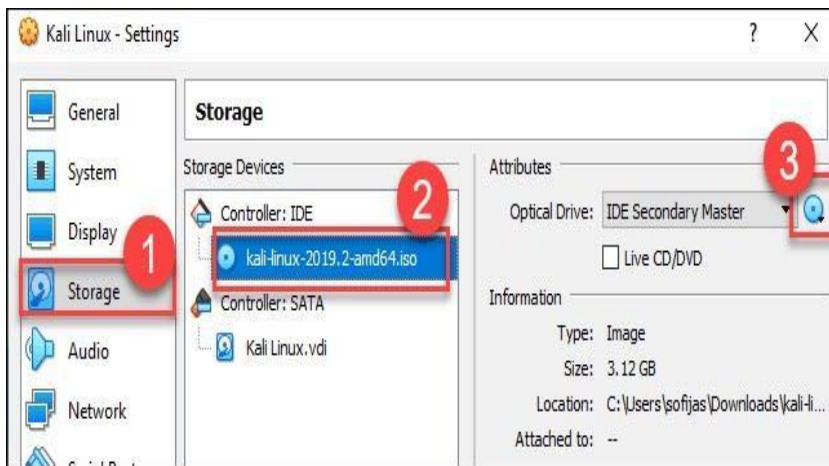 Kali Linux - Settings
?
X
General
System
Display
Storage
Audio
Network
Storage
Storage Devices
Controller: IDE
kali-linux-2019.2-amd64.iso
Controller: SATA
Kali Linux.vdi
Attributes
Optical Drive: IDE Secondary Master
Live CD/DVD
Information
Type: Image
Size: 3.12 GB
Location: C:\Users\sofijas\Downloads\kali-li...
Attached to: --
1
2
3